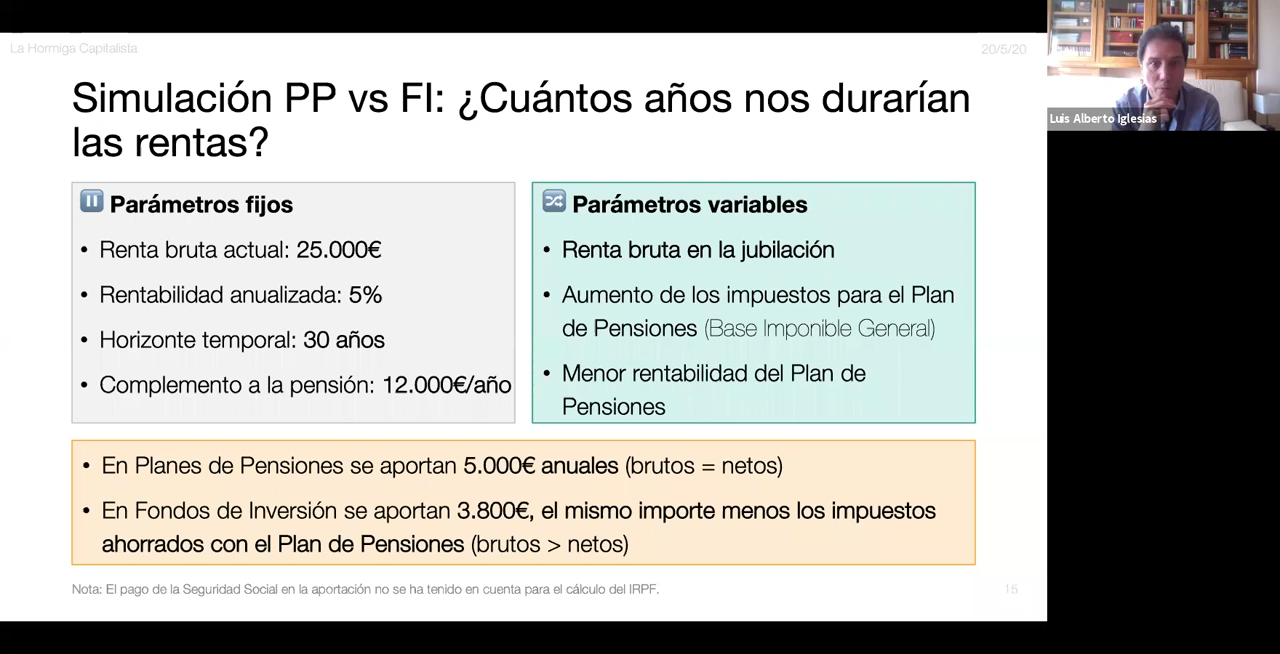 La Hormiga Capitalista
20/5/20
Simulación PP vs FI: ¿Cuántos años nos durarían
las rentas?
Parámetros fijos
• Renta bruta actual: 25.000€
• Rentabilidad anualizada: 5%
• Horizonte temporal: 30 años
• Complemento a la pensión: 12.000€/año
Parámetros variables
• Renta bruta en la jubilación
• Aumento de los impuestos para el Plan
de Pensiones (Base Imponible General)
• Menor rentabilidad del Plan de
Pensiones
• En Planes de Pensiones se aportan 5.000€ anuales (brutos = netos)
• En Fondos de Inversión se aportan 3.800€, el mismo importe menos los impuestos
ahorrados con el Plan de Pensiones (brutos > netos)
Nota: El pago de la Seguridad Social en la aportación no se ha tenido en cuenta para el cálculo del IRPF.
15
Luis Alberto Iglesias